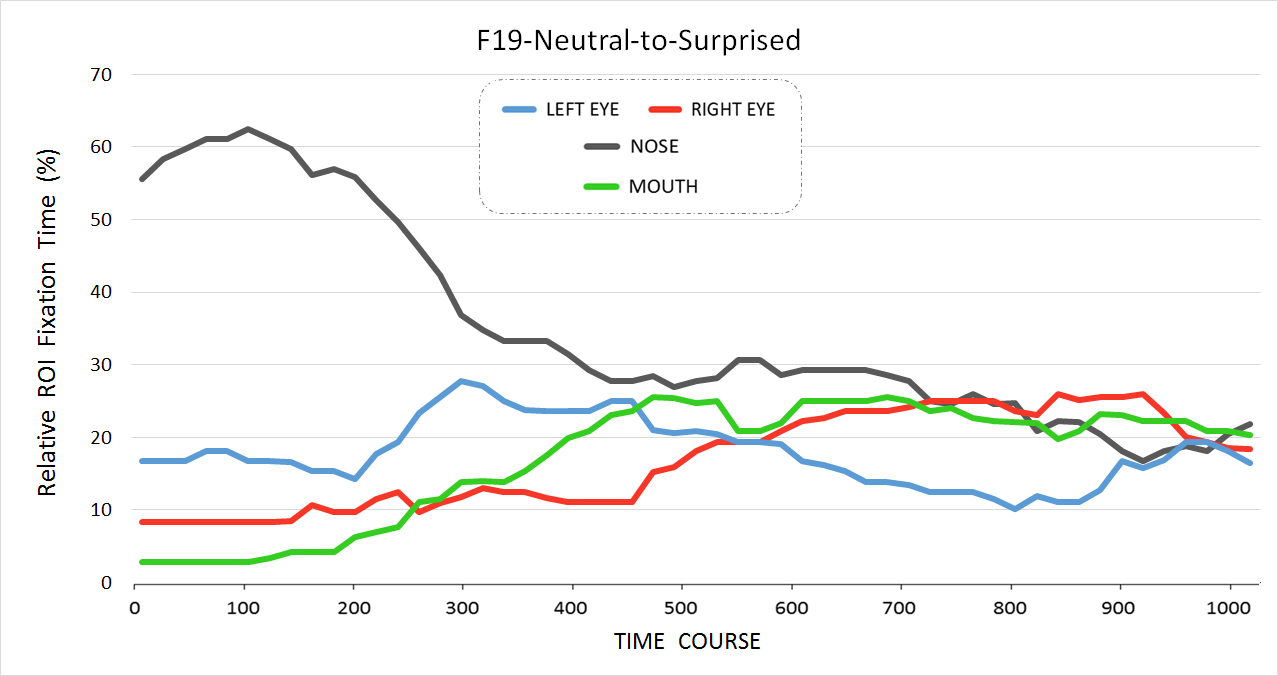 F19-Neutral-to-Surprised
70
LEFT EYE RIGHT EYE
60
NOSE
MOUTH
50
40
30
20
10
0
Relative ROI Fixation Time (%)
0 100 200 300 400 500 600 700 800 900 1000
TIME COURSE